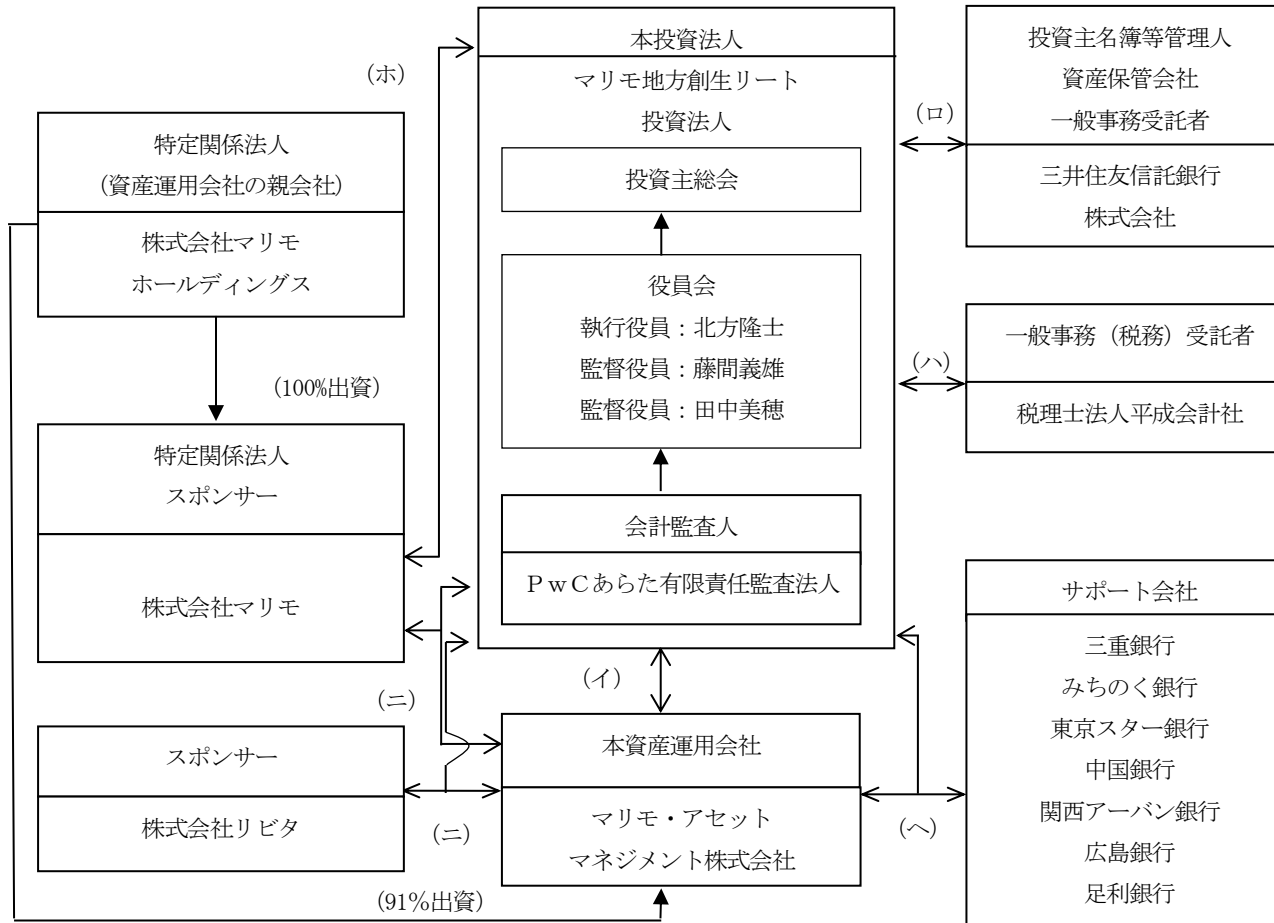 特定関係法人
(資産運用会社の親会社)
株式会社マリモ
ホールディングス
(100%出資)
特定関係法人
スポンサー
株式会社マリモ
スポンサー
株式会社リビタ
(91%出資)
(ホ)
(ニ)
(ニ)
本投資法人
マリモ地方創生リート
投資法人
投資主総会
役員会
執行役員：北方隆士
監督役員：藤間義雄
監督役員：田中美穂
会計監査人
ＰｗＣあらた有限責任監査法人
(イ)
本資産運用会社
マリモ・アセット
マネジメント株式会社
(ロ)
投資主名簿等管理人
資産保管会社
一般事務受託者
三井住友信託銀行
株式会社
(ハ)
一般事務（税務）受託者
税理士法人平成会計社
(ヘ)
サポート会社
三重銀行
みちのく銀行
東京スター銀行
中国銀行
関西アーバン銀行
広島銀行
足利銀行